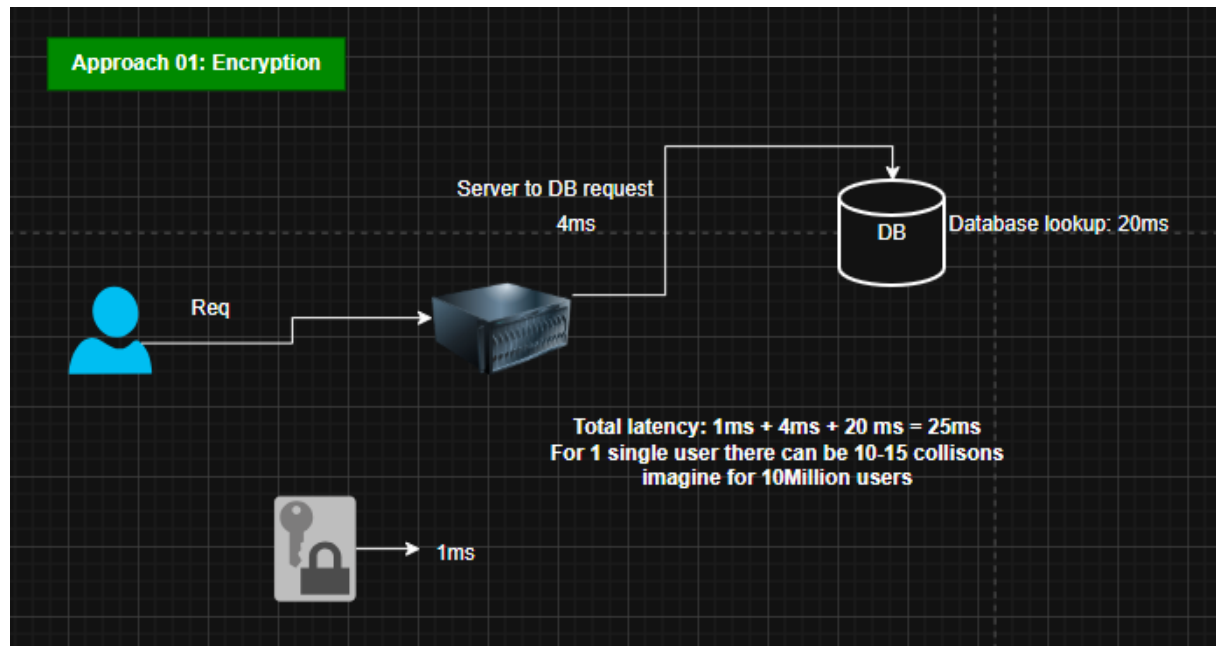 Approach 01: Encryption
Server to DB request
4ms
DB
Database lookup: 20ms
Req
Total latency: 1ms + 4ms + 20 ms = 25ms
For 1 single user there can be 10-15 collisons
imagine for 10Million users
1ms